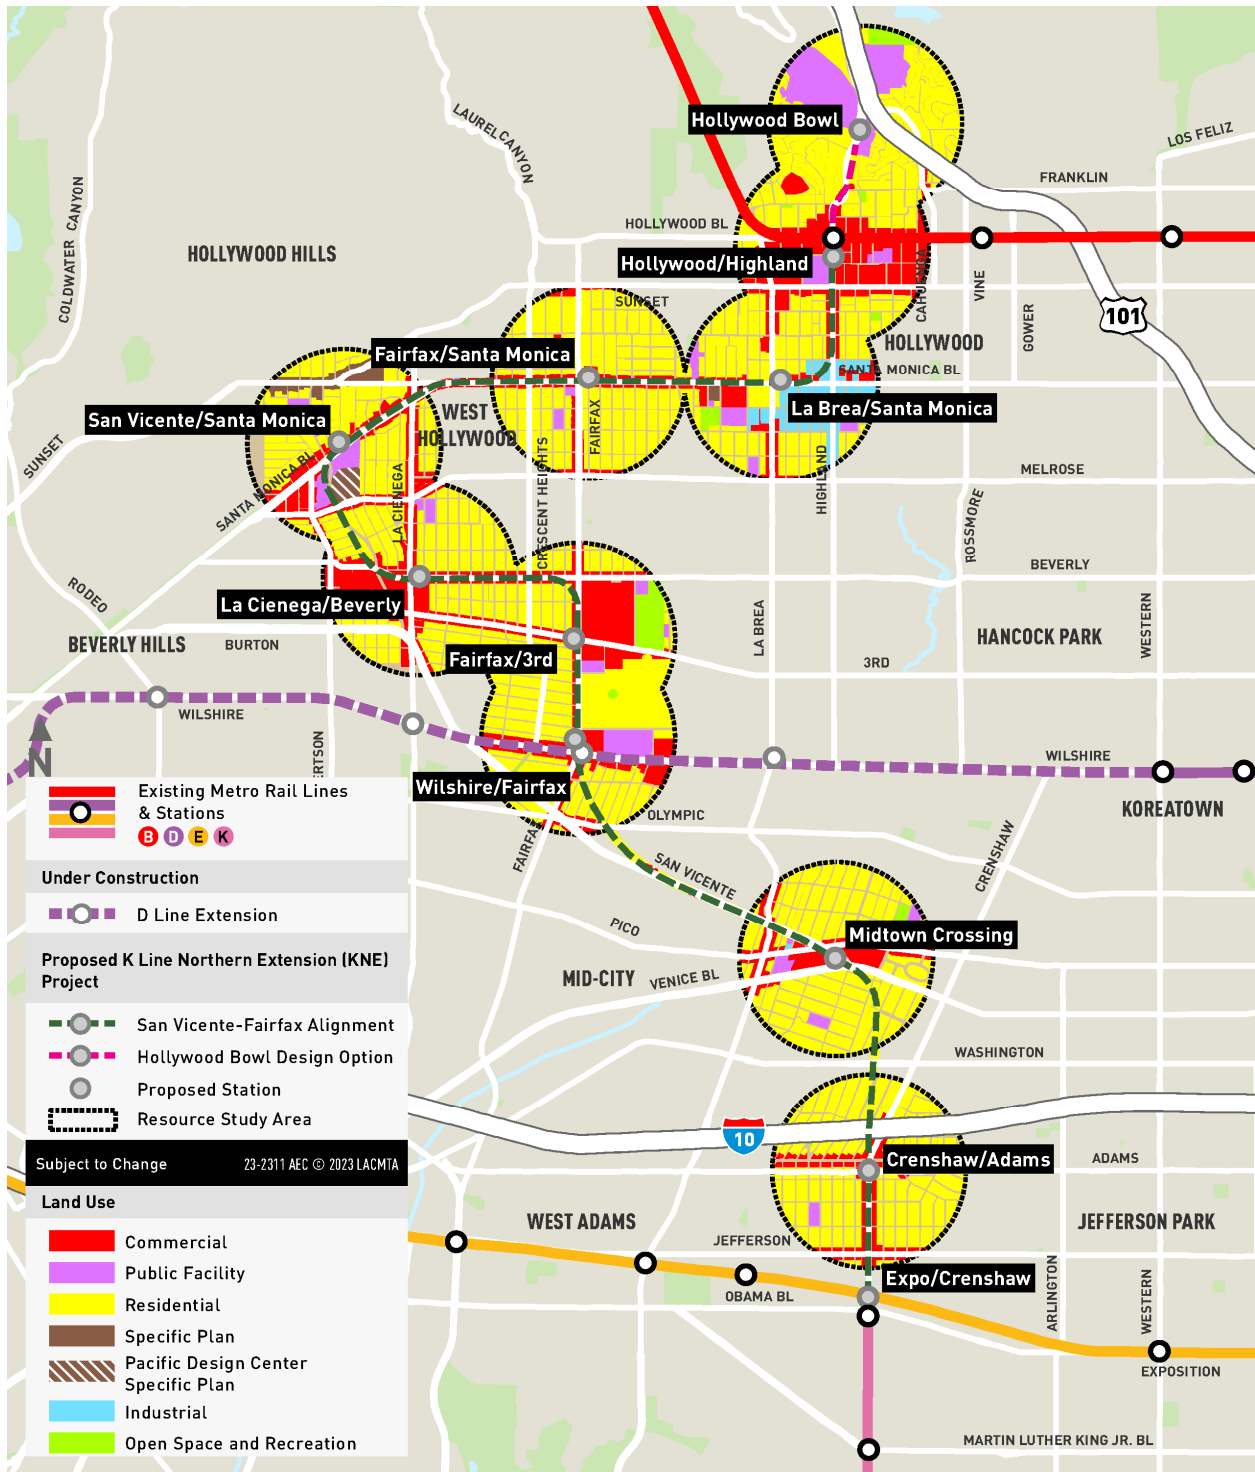 LAUREL CANYON
Hollywood Bowl
LOS FELIZ
FRANKLIN
COLDWATER CANYON
HOLLYWOOD BL
HOLLYWOOD HILLS
Hollywood/Highland
CAHUENGA
VINE
SUNSET
GOWER
101
HOLLYWOOD
Fairfax/Santa Monica
SANTA MONICA BL
San Vicente/Santa Monica
WEST
HOLLYWOOD
La Brea/Santa Monica
FAIRFAX
SUNSET
SANTA MONICA BL
LA CIENEGA
CRESCENT HEIGHTS
HIGHLAND
MELROSE
ROSSMORE
BEVERLY
RODEO
La Cienega/Beverly
LA BREA
WESTERN
BEVERLY HILLS
BURTON
HANCOCK PARK
Fairfax/3rd
3RD
WILSHIRE
N
ERTSON
WILSHIRE
Wilshire/Fairfax
KOREATOWN
OLYMPIC
FAIRFAX
SAN VICENTE
CRENSHAW
PICO
Midtown Crossing
MID-CITY
VENICE BL
WASHINGTON
10
Crenshaw/Adams
ADAMS
WEST ADAMS
JEFFERSON PARK
JEFFERSON
Expo/Crenshaw
OBAMA BL
ARLINGTON
WESTERN
EXPOSITION
MARTIN LUTHER KING JR. BL
Existing Metro Rail Lines
& Stations
B D E K
Under Construction
D Line Extension
Proposed K Line Northern Extension (KNE)
Project
San Vicente-Fairfax Alignment
Hollywood Bowl Design Option
Proposed Station
Resource Study Area
Subject to Change 23-2311 AEC © 2023 LACMTA
Land Use
Commercial
Public Facility
Residential
Specific Plan
Pacific Design Center
Specific Plan
Industrial
Open Space and Recreation